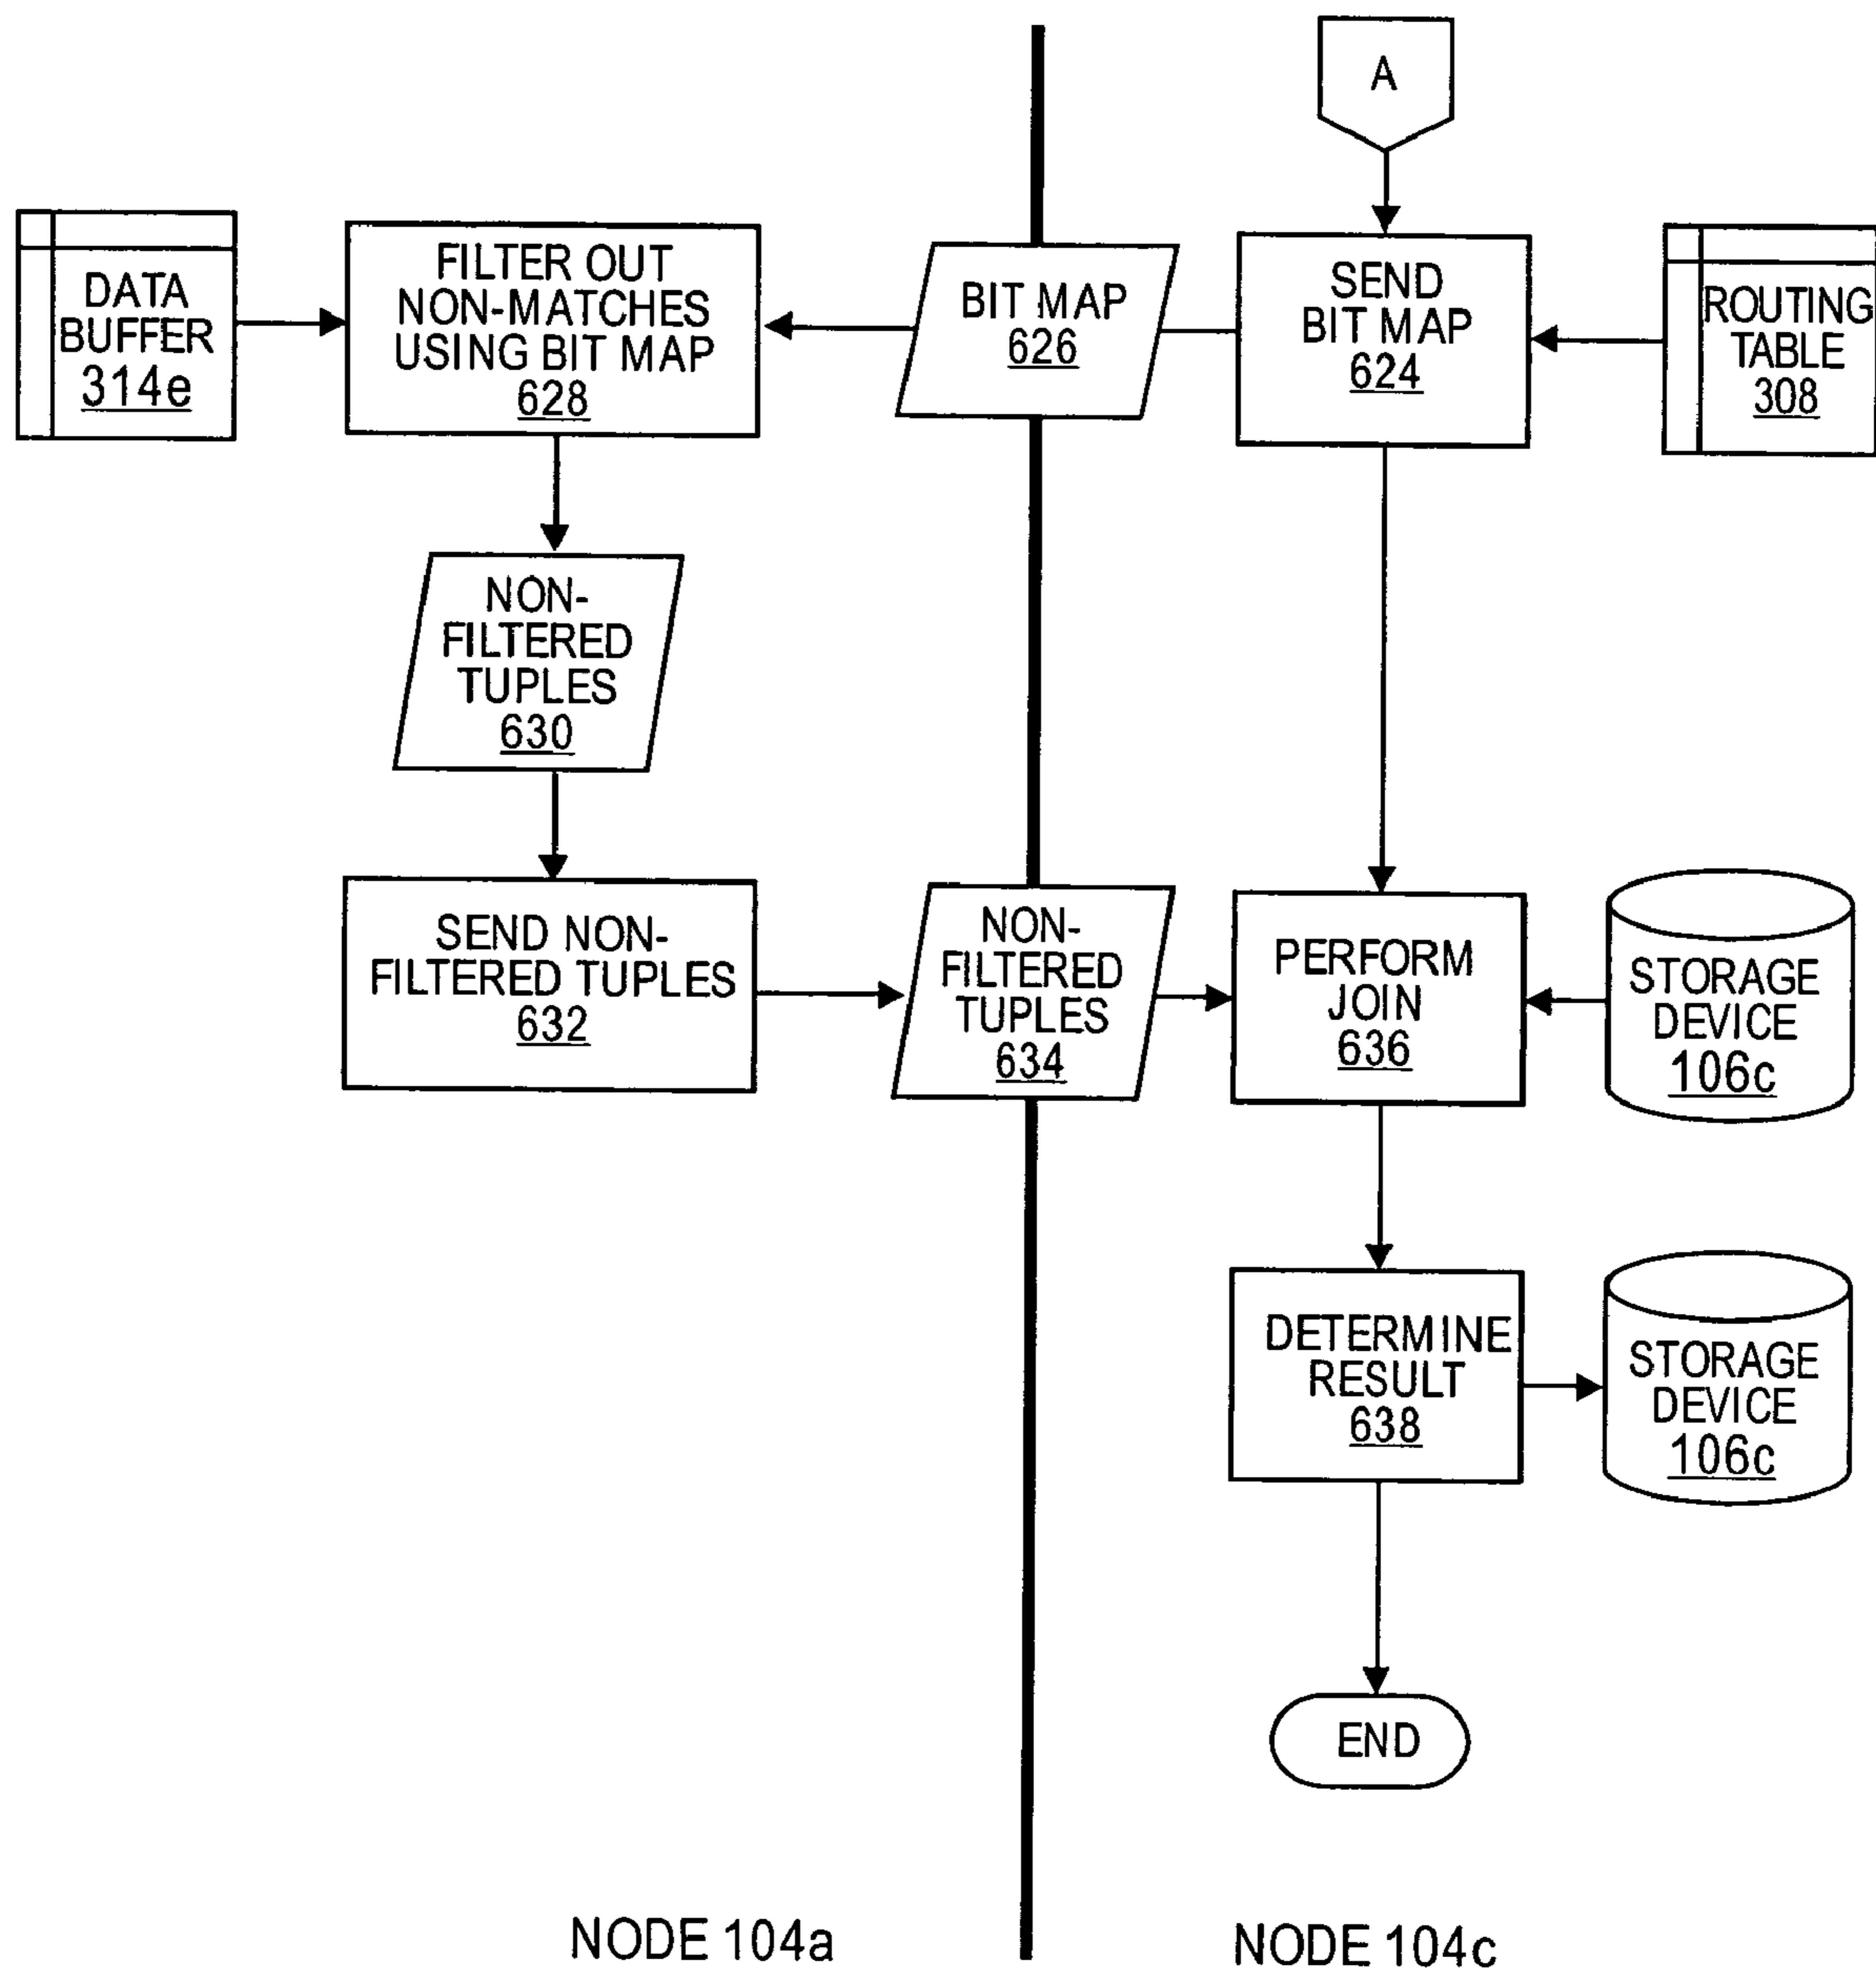 A
DATA
BUFFER
314e
FILTER OUT
NON-MATCHES
USING BIT MAP
628
BIT MAP
626
SEND
BIT MAP
624
ROUTING
TABLE
308
NON-
FILTERED
TUPLES
630
SEND NON-
FILTERED TUPLES
632
NON-
FILTERED
TUPLES
634
PERFORM
JOIN
636
STORAGE
DEVICE
106c
DETERMINE
RESULT
638
STORAGE
DEVICE
106c
END
NODE 104a
NODE 104c